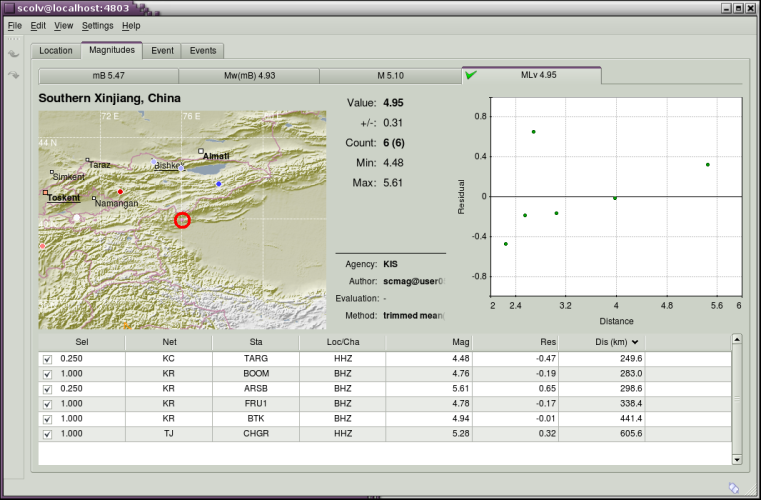 scolv@localhost:4803
File Edit View Settings Help
Location Magnitudes Event Events
mB 5.47 Mw(mB) 4.93 M 5.10 MLv 4.95
Southern Xinjiang, China
72 E 76 E
44 N
Almati
Bishkek
Taraz
Simkent
Toskent
Namangan
Value: 4.95
+/-: 0.31
Count: 6 (6)
Min: 4.48
Max: 5.61
Agency: KIS
Author: scmag@user0
Evaluation: -
Method: trimmed mean(
Residual
0.8
0.4
0
-0.4
-0.8
2 2.4 3.2 4 4.8 5.6 6
Distance
Sel Net Sta Loc/Cha Mag Res Dis (km)
0.250 KC TARG HHZ 4.48 -0.47 249.6
1.000 KR BOOM BHZ 4.76 -0.19 283.0
0.250 KR ARSB HHZ 5.61 0.65 298.6
1.000 KR FRU1 BHZ 4.78 -0.17 338.4
1.000 KR BTK BHZ 4.94 -0.01 441.4
1.000 TJ CHGR HHZ 5.28 0.32 605.6